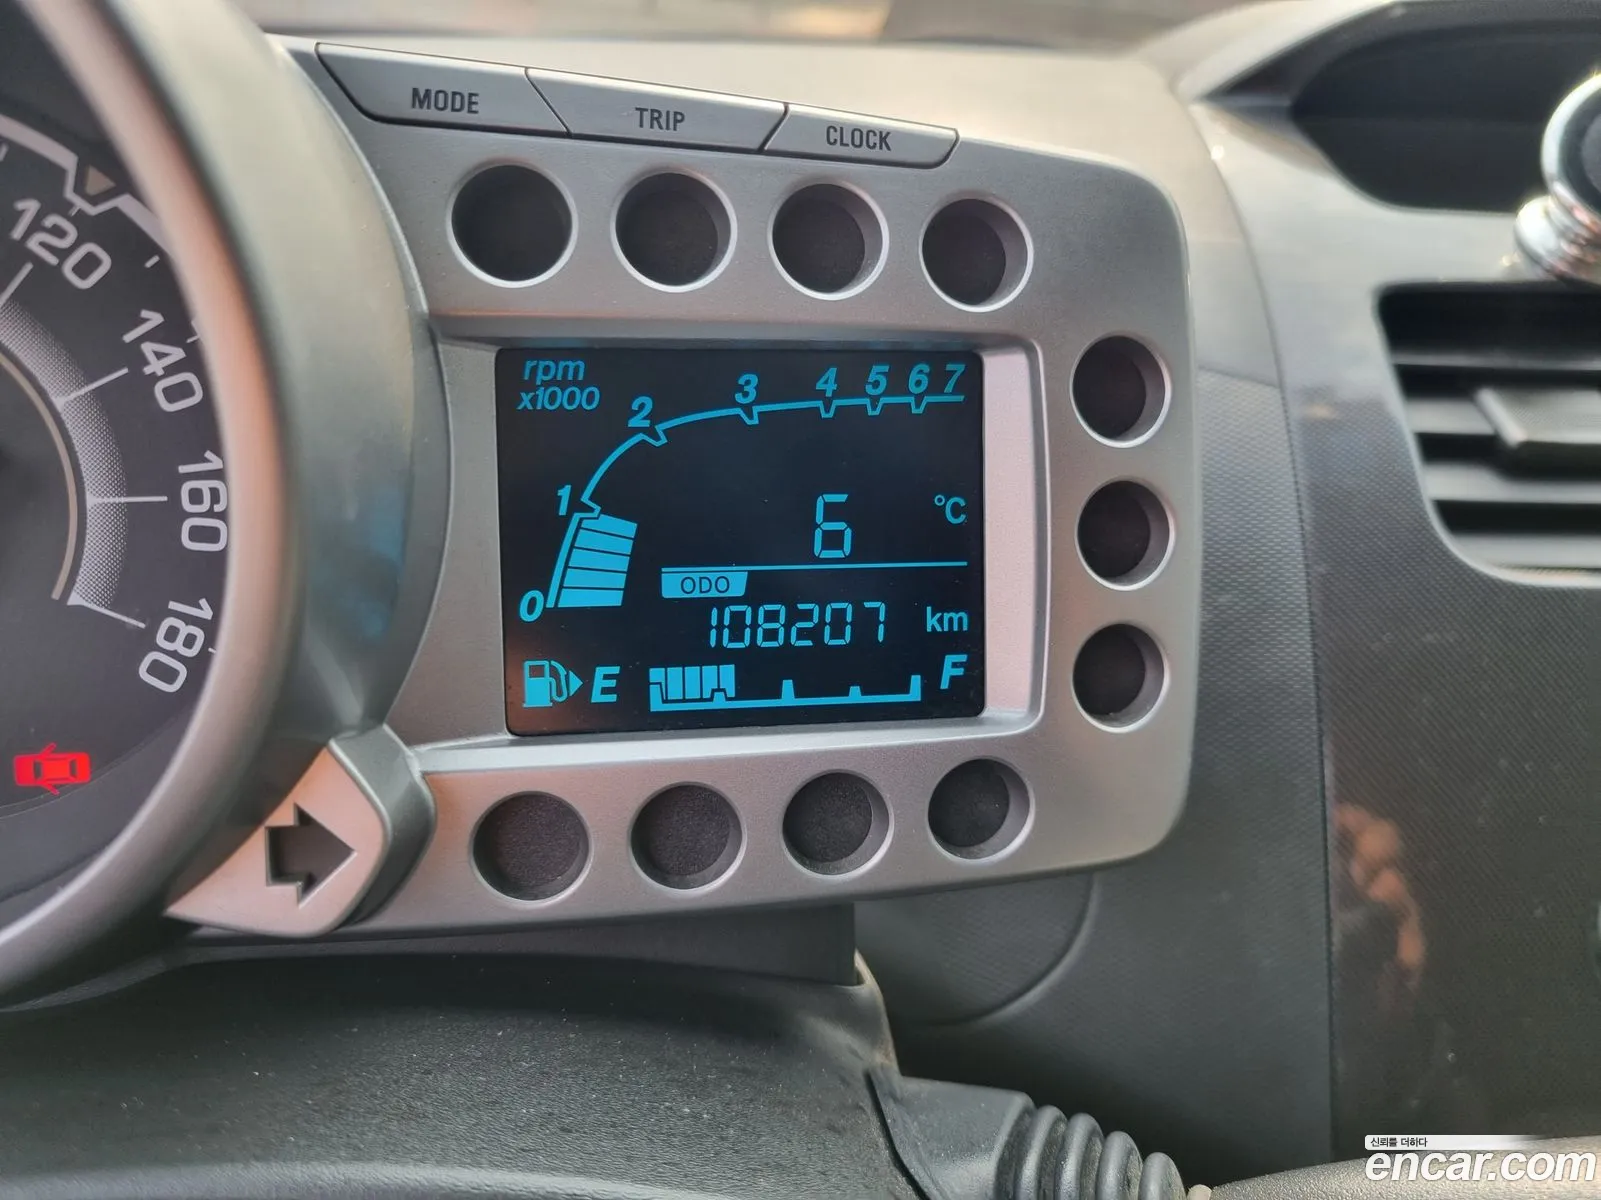 MODE
TRIP
CLOCK
120
140
160
180
rpm
x1000
0 1 2 3 4 5 6 7
6 °C
ODO
108207 km
E F
신뢰를 더하다
encar.com